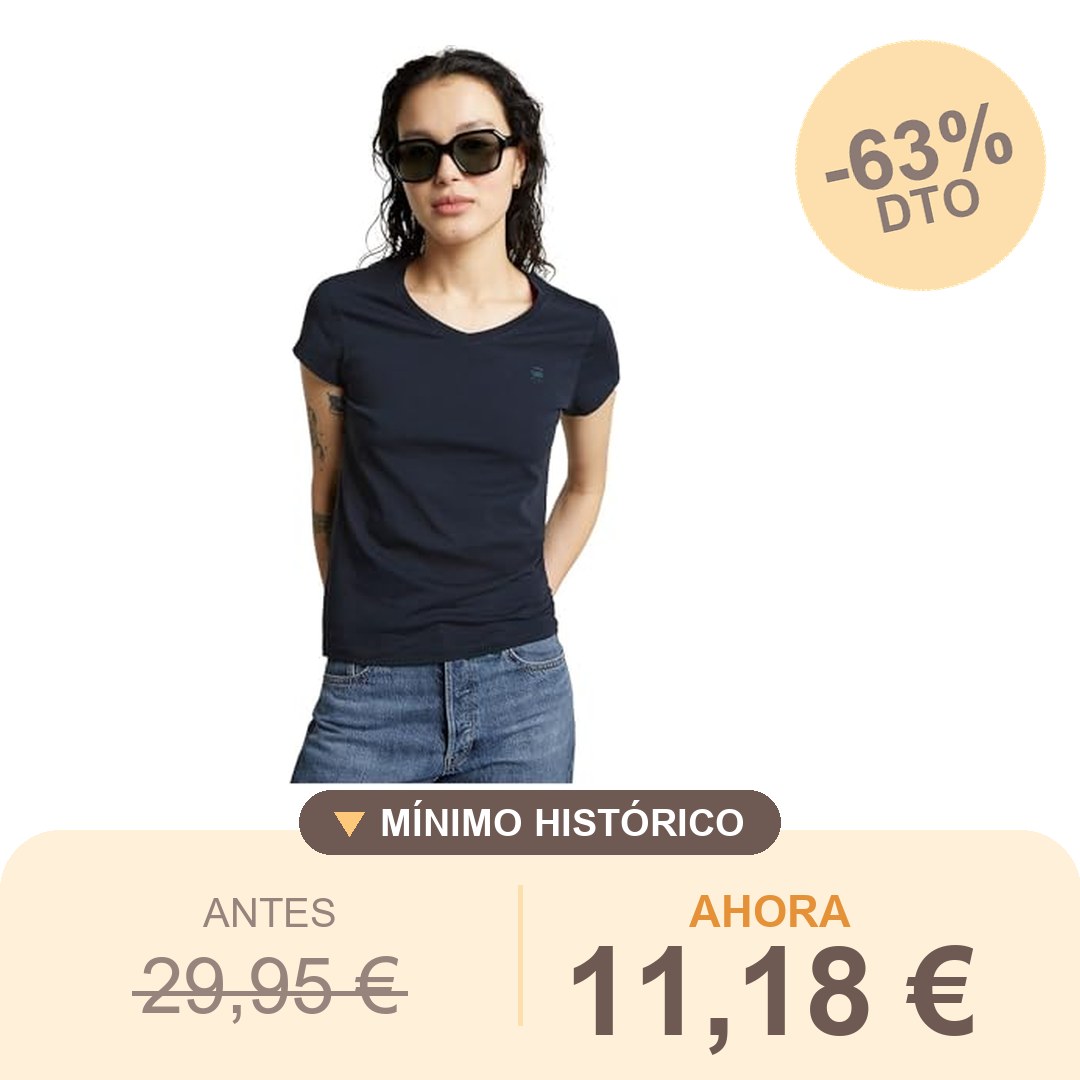 -63%
DTO
MÍNIMO HISTÓRICO
ANTES
29,95 €
AHORA
11,18 €